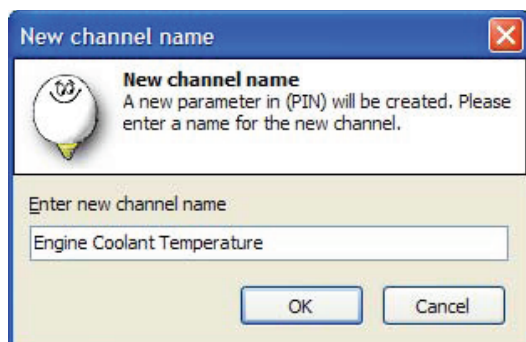 New channel name
New channel name
A new parameter in (PIN) will be created. Please
enter a name for the new channel.
Enter new channel name
Engine Coolant Temperature
OK
Cancel